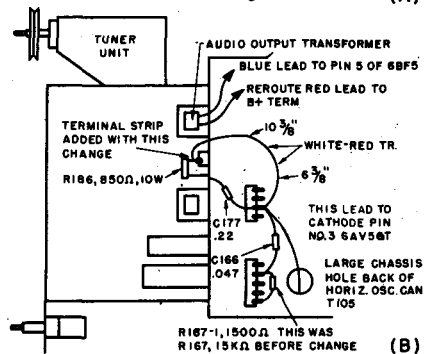 (A)
TUNER
UNIT
AUDIO OUTPUT TRANSFORMER
BLUE LEAD TO PIN 5 OF 6BF5
REROUTE RED LEAD TO
B+ TERM
10 3/8"
TERMINAL STRIP
ADDED WITH THIS
CHANGE
WHITE-RED TR.
R186, 850Ω, 10W
6 3/8"
C177
.22
THIS LEAD TO
CATHODE PIN
NO.3 6AV5GT
C166
.047
LARGE CHASSIS
HOLE BACK OF
HORIZ. OSC. CAN
T105
R167-1, 1500Ω THIS WAS
R167, 15KΩ BEFORE CHANGE
(B)